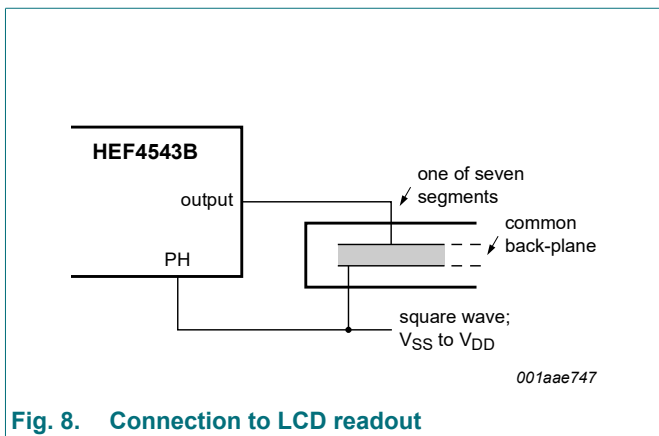 HEF4543B
output
PH
one of seven
segments
common
back-plane
square wave;
VSS to VDD
001aae747
Fig. 8. Connection to LCD readout